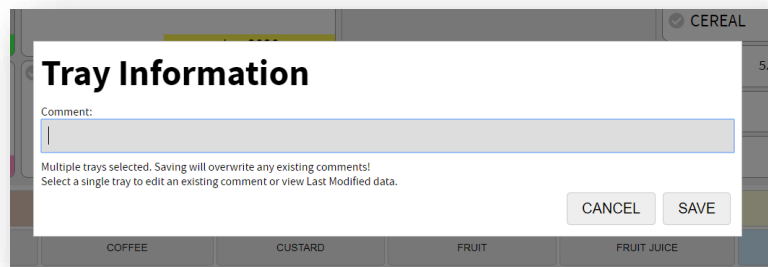 CEREAL
Tray Information
5.
Comment:
Multiple trays selected. Saving will overwrite any existing comments!
Select a single tray to edit an existing comment or view Last Modified data.
CANCEL SAVE
COFFEE CUSTARD FRUIT FRUIT JUICE